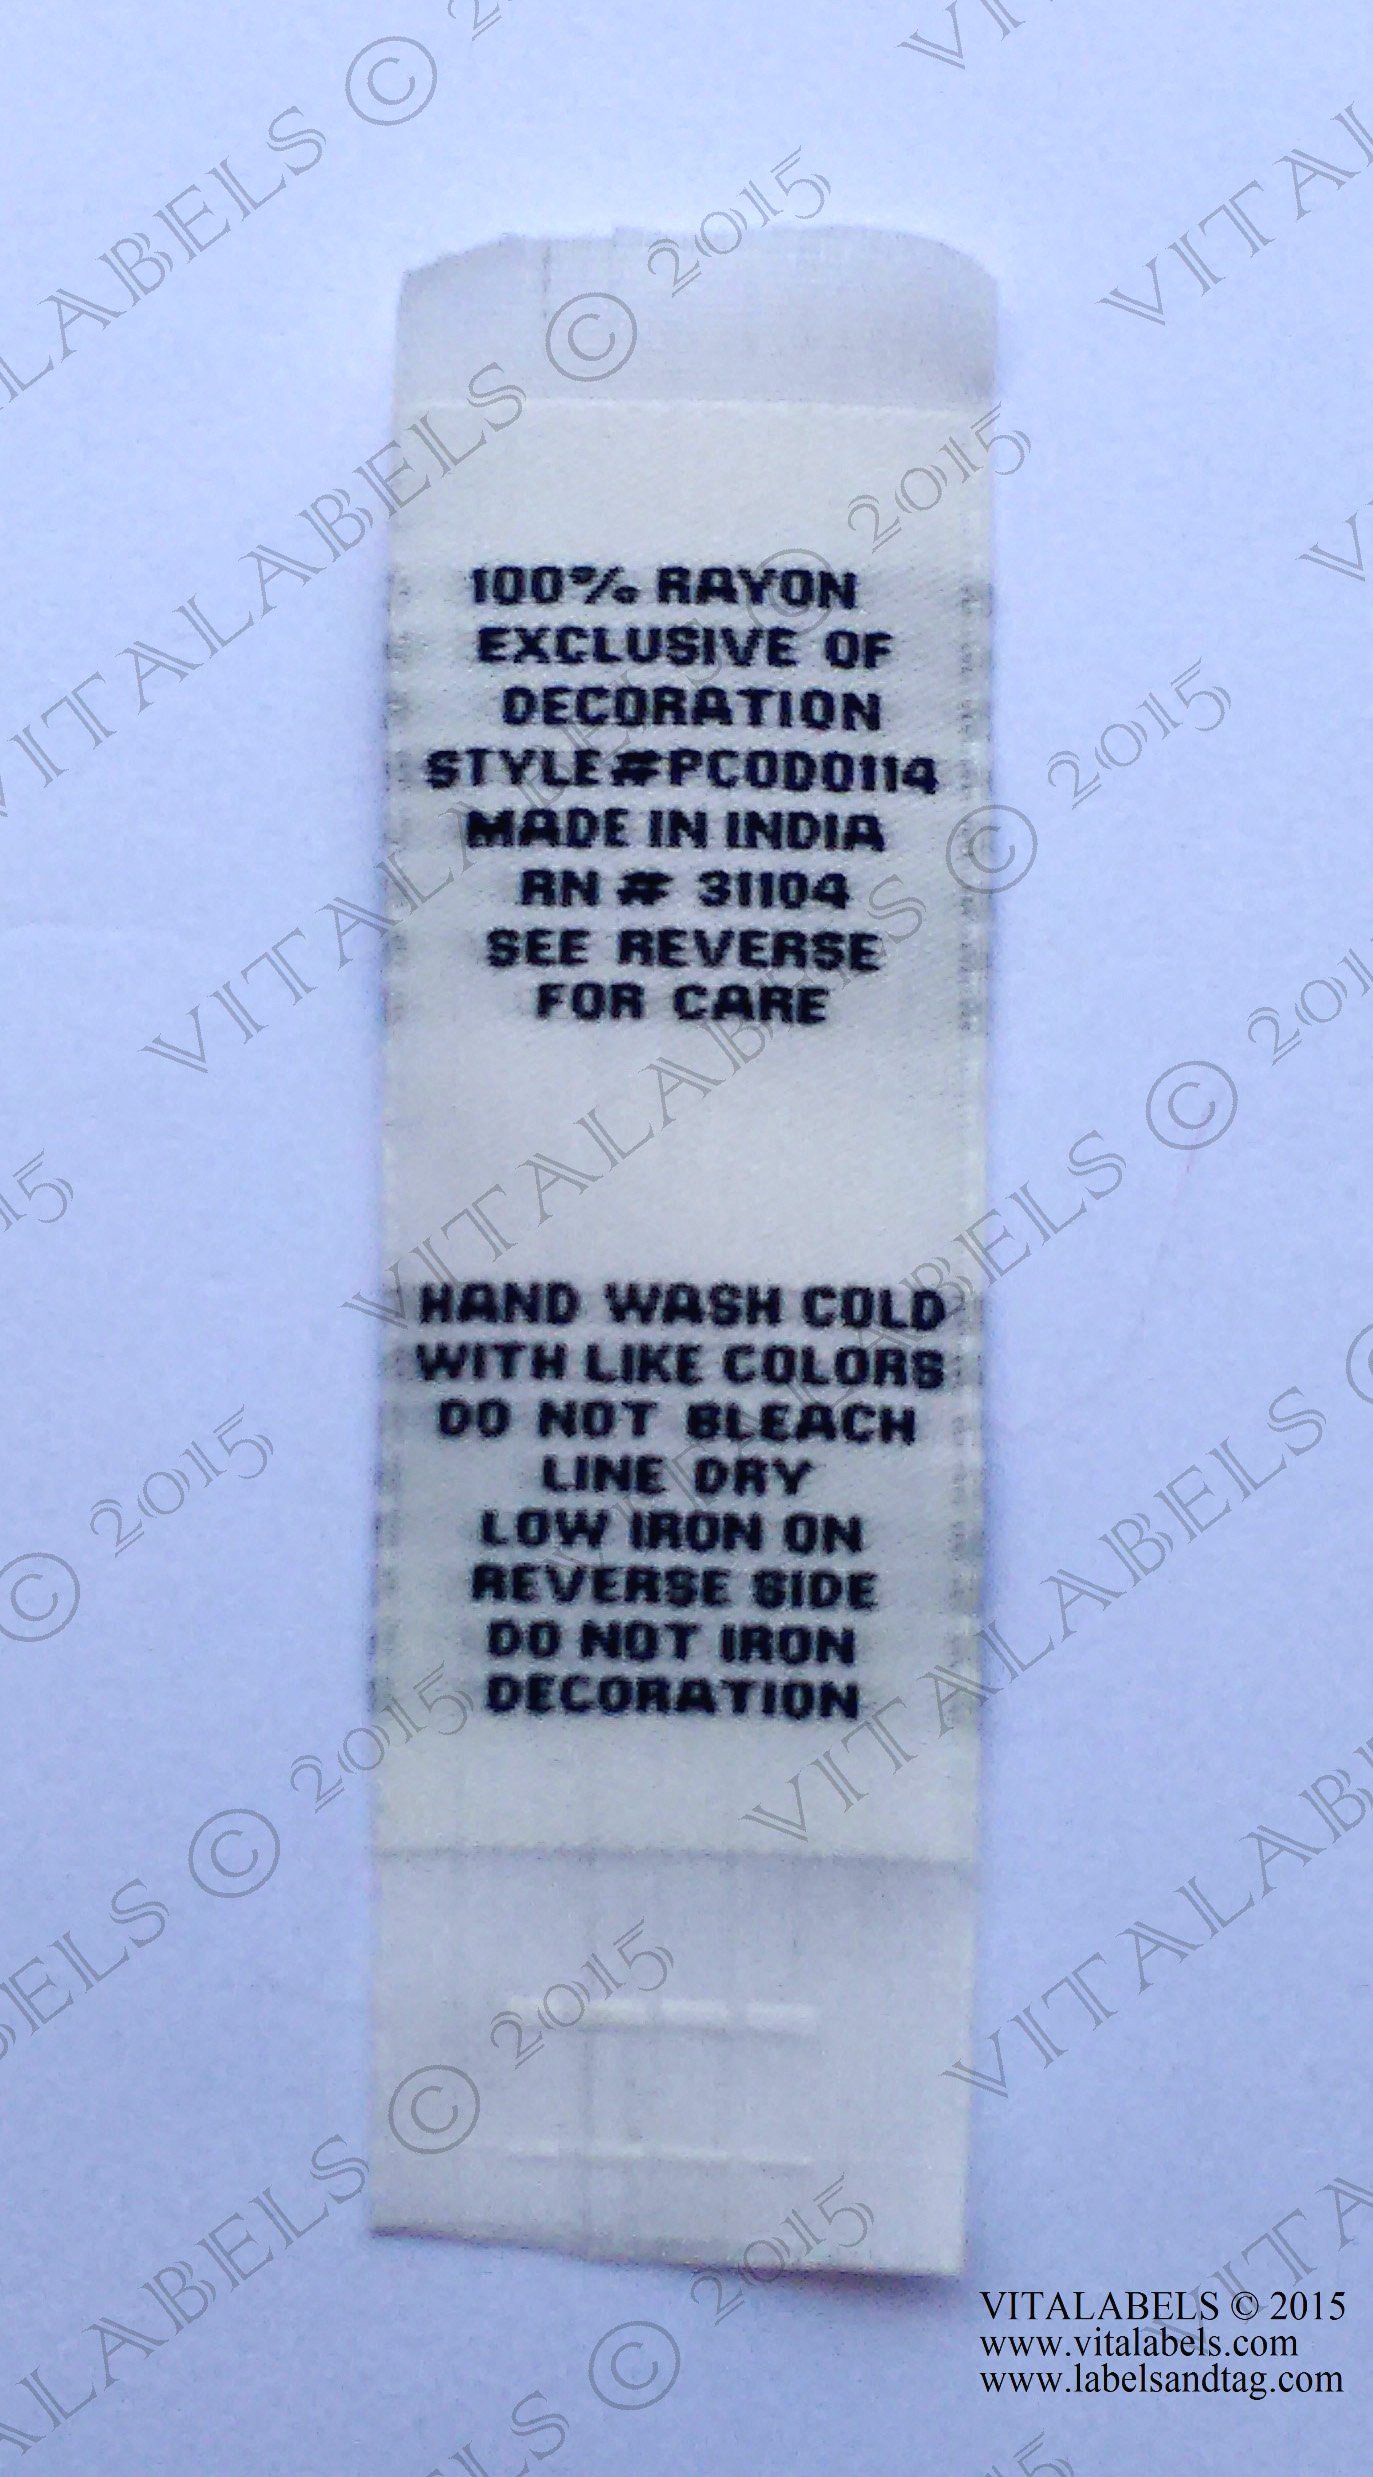 100% RAYON
EXCLUSIVE OF
DECORATION
STYLE#PCOD0114
MADE IN INDIA
RN # 31104
SEE REVERSE
FOR CARE
HAND WASH COLD
WITH LIKE COLORS
DO NOT BLEACH
LINE DRY
LOW IRON ON
REVERSE SIDE
DO NOT IRON
DECORATION
VITALABELS © 2015
www.vitalabels.com
www.labelsandtag.com